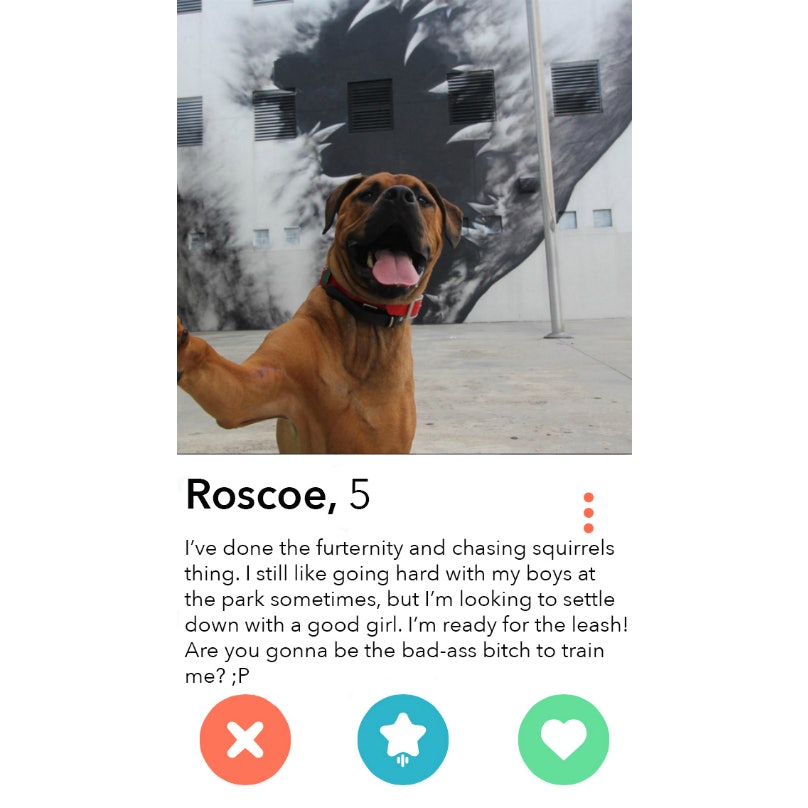 Roscoe, 5
I've done the furternity and chasing squirrels
thing. I still like going hard with my boys at
the park sometimes, but I'm looking to settle
down with a good girl. I'm ready for the leash!
Are you gonna be the bad-ass bitch to train
me? ;P